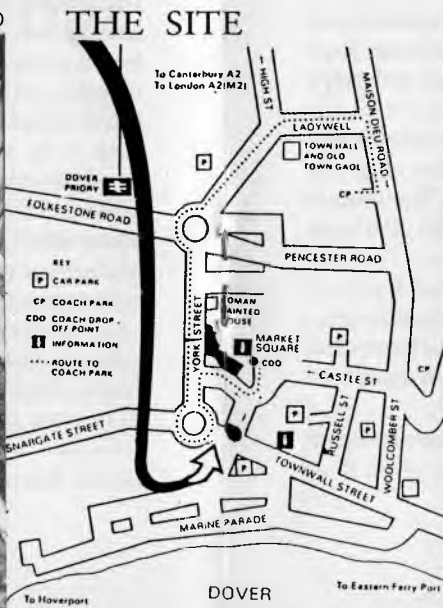 THE SITE
To Canterbury A2
To London A2(M2)
← HIGH ST
MAISON DIEU ROAD →
LADYWELL
P
TOWN HALL
AND OLD
TOWN GAOL
DOVER
PRIORY
CP
FOLKESTONE ROAD
PENCESTER ROAD
KEY
P CAR PARK
CP COACH PARK
CDO COACH DROP-
OFF POINT
i INFORMATION
ROUTE TO
COACH PARK
YORK STREET
OMAN
AINTED
OUSE
i MARKET
SQUARE
CDO
P
← CASTLE ST
CP
SNARGATE STREET
P
RUSSELL ST
P
WOOLCOMBER ST
i
P
TOWNWALL STREET
MARINE PARADE
To Hoverport
DOVER
To Eastern Ferry Port